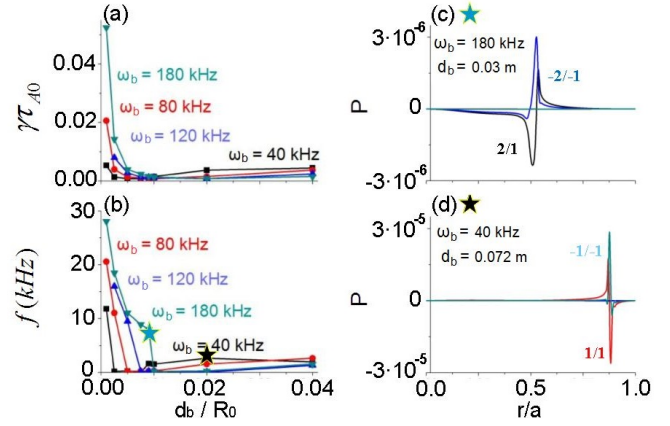 (a)
0.04
0.02
0.00
γτA0
ωb = 180 kHz
ωb = 80 kHz
ωb = 120 kHz
ωb = 40 kHz
(b)
30
20
10
0
f (kHz)
ωb = 80 kHz
ωb = 120 kHz
ωb = 180 kHz
ωb = 40 kHz
0.00 0.02 0.04
db / R0
(c)
3·10-6
0
-3·10-6
P
ωb = 180 kHz
db = 0.03 m
-2/-1
2/1
(d)
3·10-5
0
-3·10-5
P
ωb = 40 kHz
db = 0.072 m
-1/-1
1/1
0.0 0.5 1.0
r/a